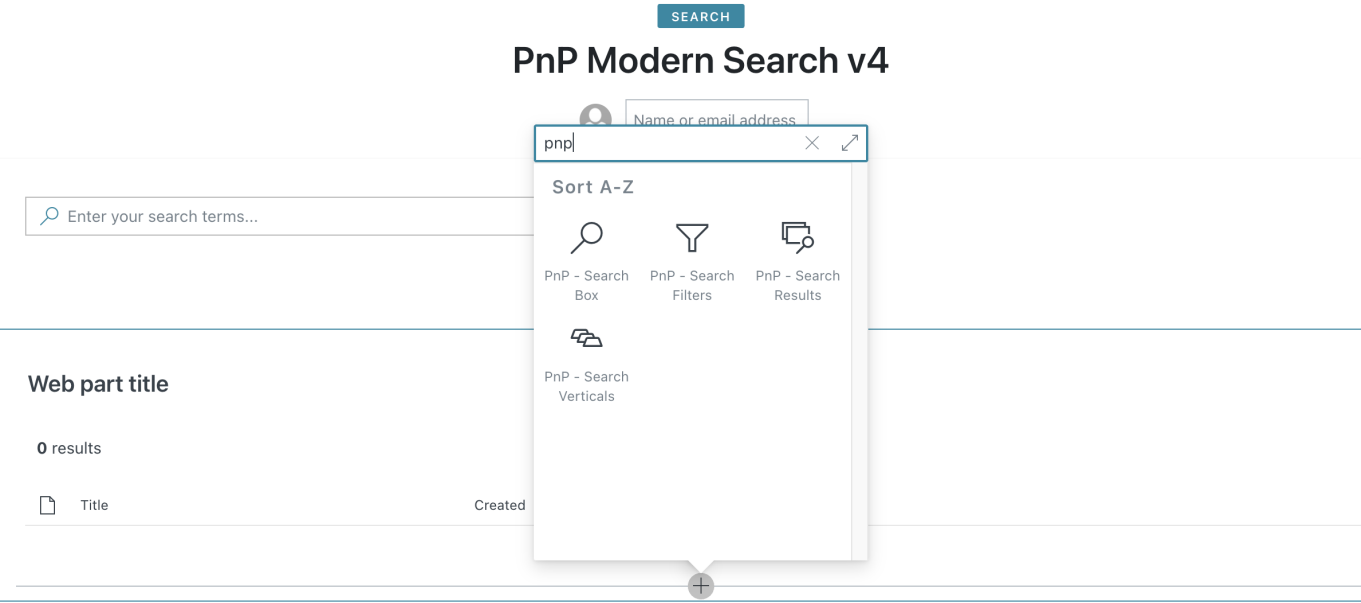 SEARCH
PnP Modern Search v4
Name or email address
pnp
Sort A-Z
Enter your search terms...
PnP - Search
Box
PnP - Search
Filters
PnP - Search
Results
PnP - Search
Verticals
Web part title
0 results
Title
Created